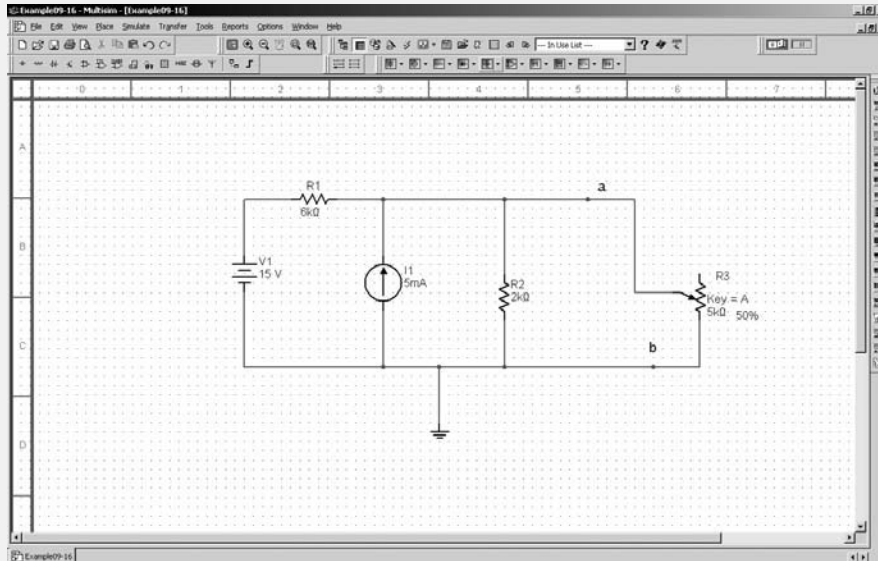 Example09-16 - Multisim - [Example09-16]
File Edit View Place Simulate Transfer Tools Reports Options Window Help
--- In Use List ---
?
0 1 2 3 4 5 6 7
A
B
C
D
R1
6kΩ
a
V1
15 V
I1
5mA
R2
2kΩ
R3
Key = A
5kΩ
50%
b
Example09-16